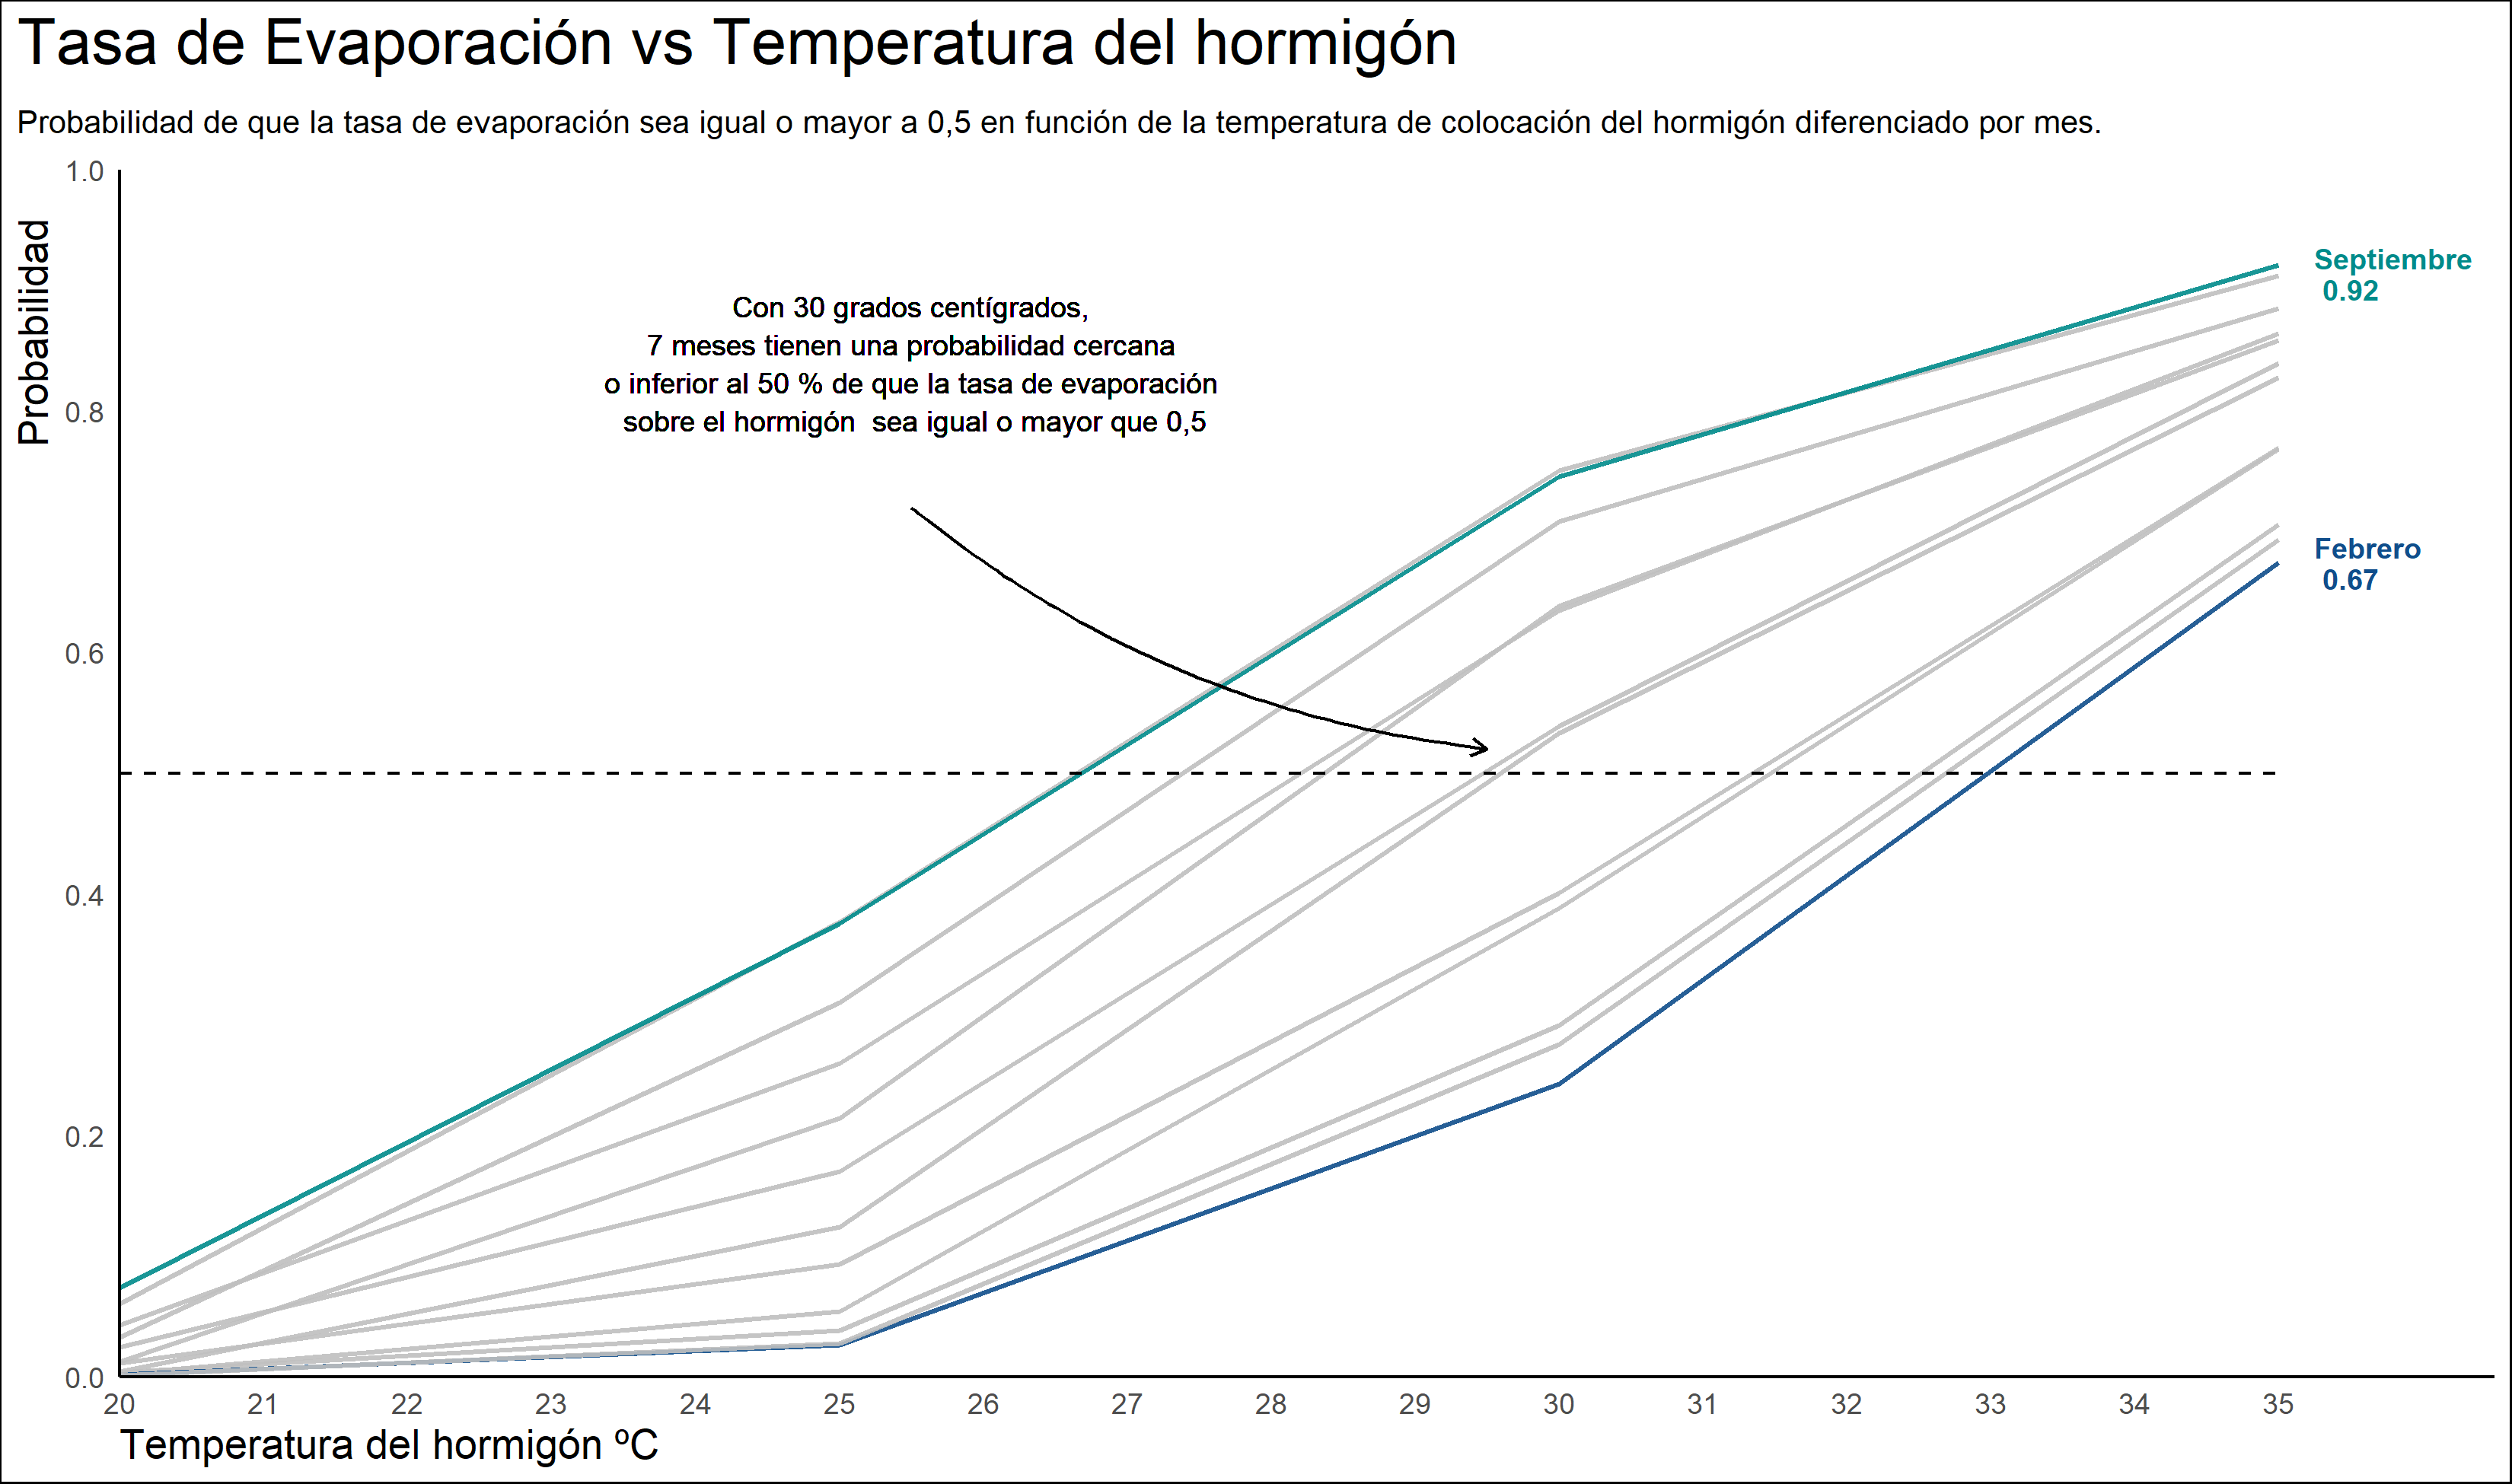 Tasa de Evaporación vs Temperatura del hormigón
Probabilidad de que la tasa de evaporación sea igual o mayor a 0,5 en función de la temperatura de colocación del hormigón diferenciado por mes.
Probabilidad
1.0
0.8
0.6
0.4
0.2
0.0
Con 30 grados centígrados,
7 meses tienen una probabilidad cercana
o inferior al 50 % de que la tasa de evaporación
sobre el hormigón  sea igual o mayor que 0,5
Septiembre
0.92
Febrero
0.67
20 21 22 23 24 25 26 27 28 29 30 31 32 33 34 35
Temperatura del hormigón ºC